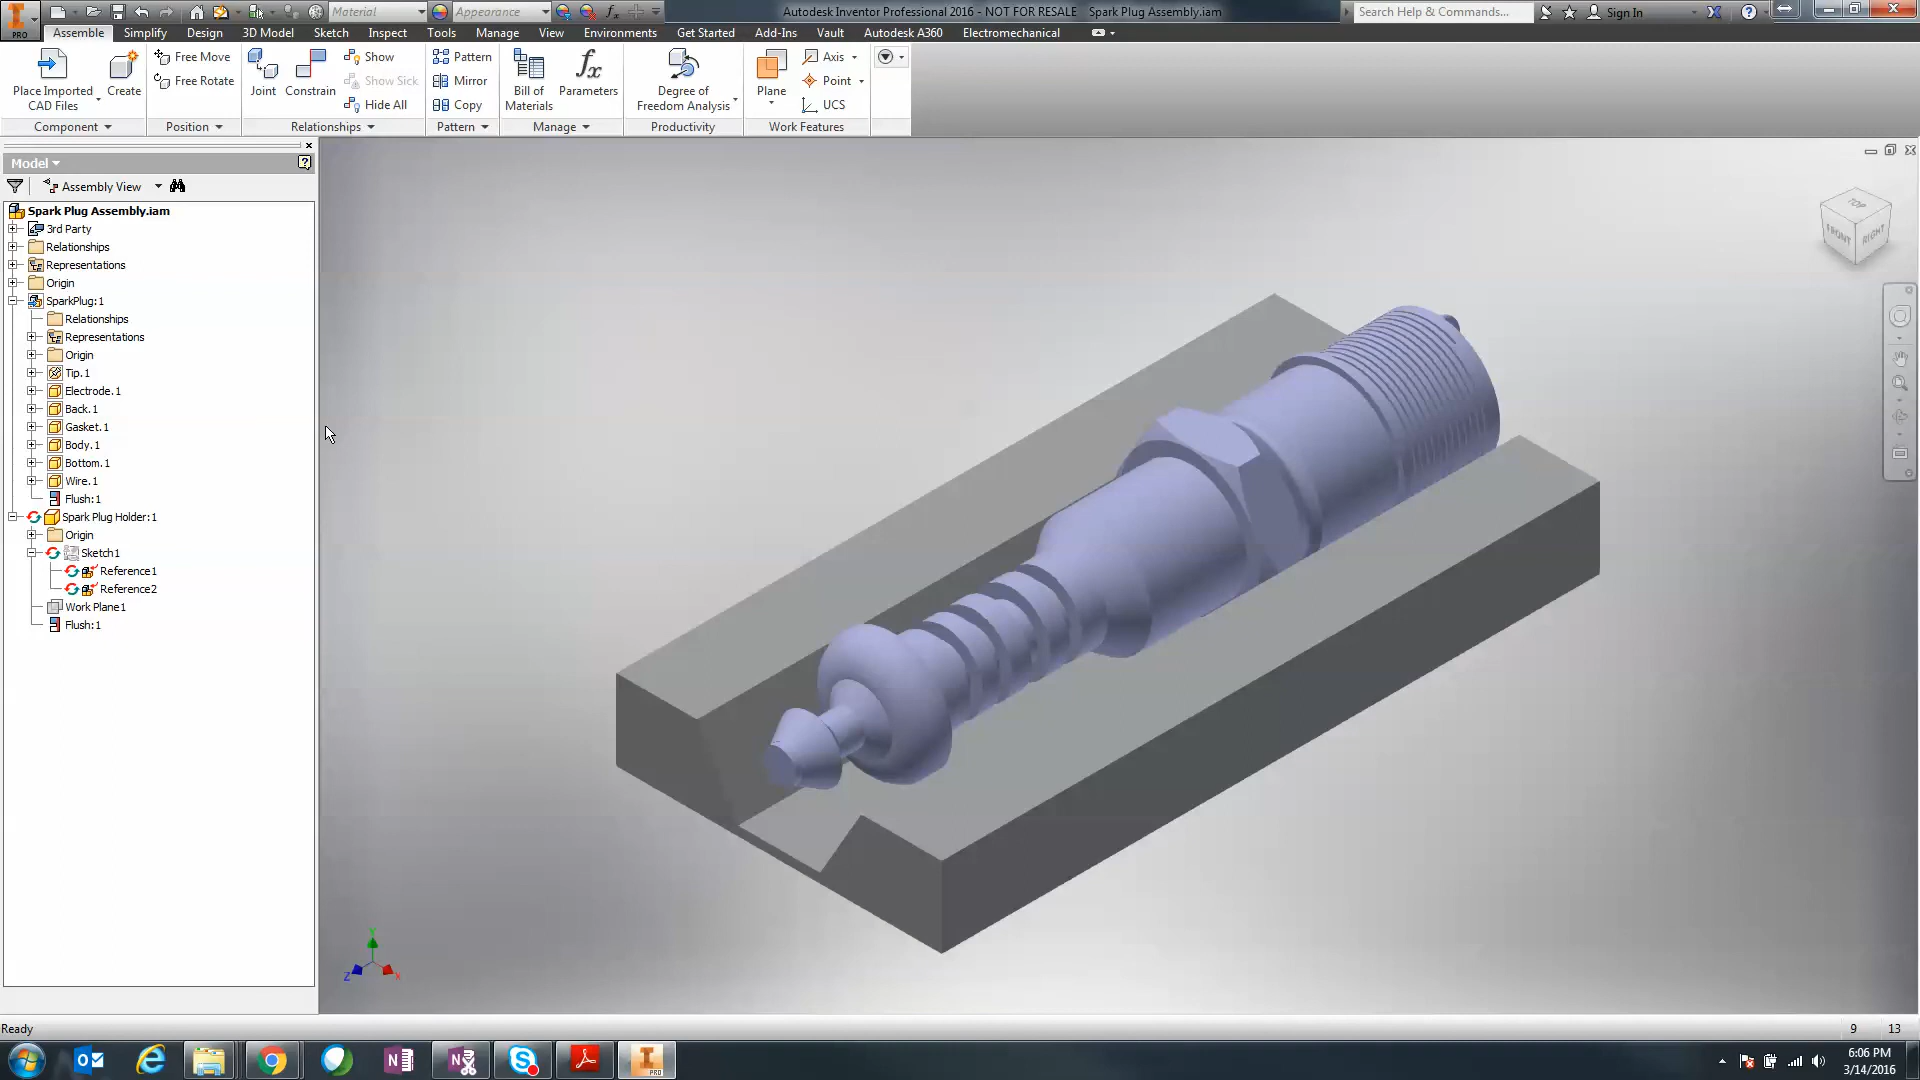 Material
Appearance
Autodesk Inventor Professional 2016 - NOT FOR RESALE Spark Plug Assembly.iam
Search Help & Commands...
Sign In
PRO
Assemble Simplify Design 3D Model Sketch Inspect Tools Manage View Environments Get Started Add-Ins Vault Autodesk A360 Electromechanical
Place Imported CAD Files
Create
Component
Free Move
Free Rotate
Position
Joint
Constrain
Show
Show Sick
Hide All
Relationships
Pattern
Mirror
Copy
Pattern
Bill of Materials
fx
Parameters
Manage
Degree of Freedom Analysis
Productivity
Plane
Axis
Point
UCS
Work Features
Model
Assembly View
Spark Plug Assembly.iam
3rd Party
Relationships
Representations
Origin
SparkPlug:1
Relationships
Representations
Origin
Tip.1
Electrode.1
Back.1
Gasket.1
Body.1
Bottom.1
Wire.1
Flush:1
Spark Plug Holder:1
Origin
Sketch1
Reference1
Reference2
Work Plane1
Flush:1
TOP
FRONT
RIGHT
Y
Z
X
Ready
9 13
PRO
6:06 PM
3/14/2016